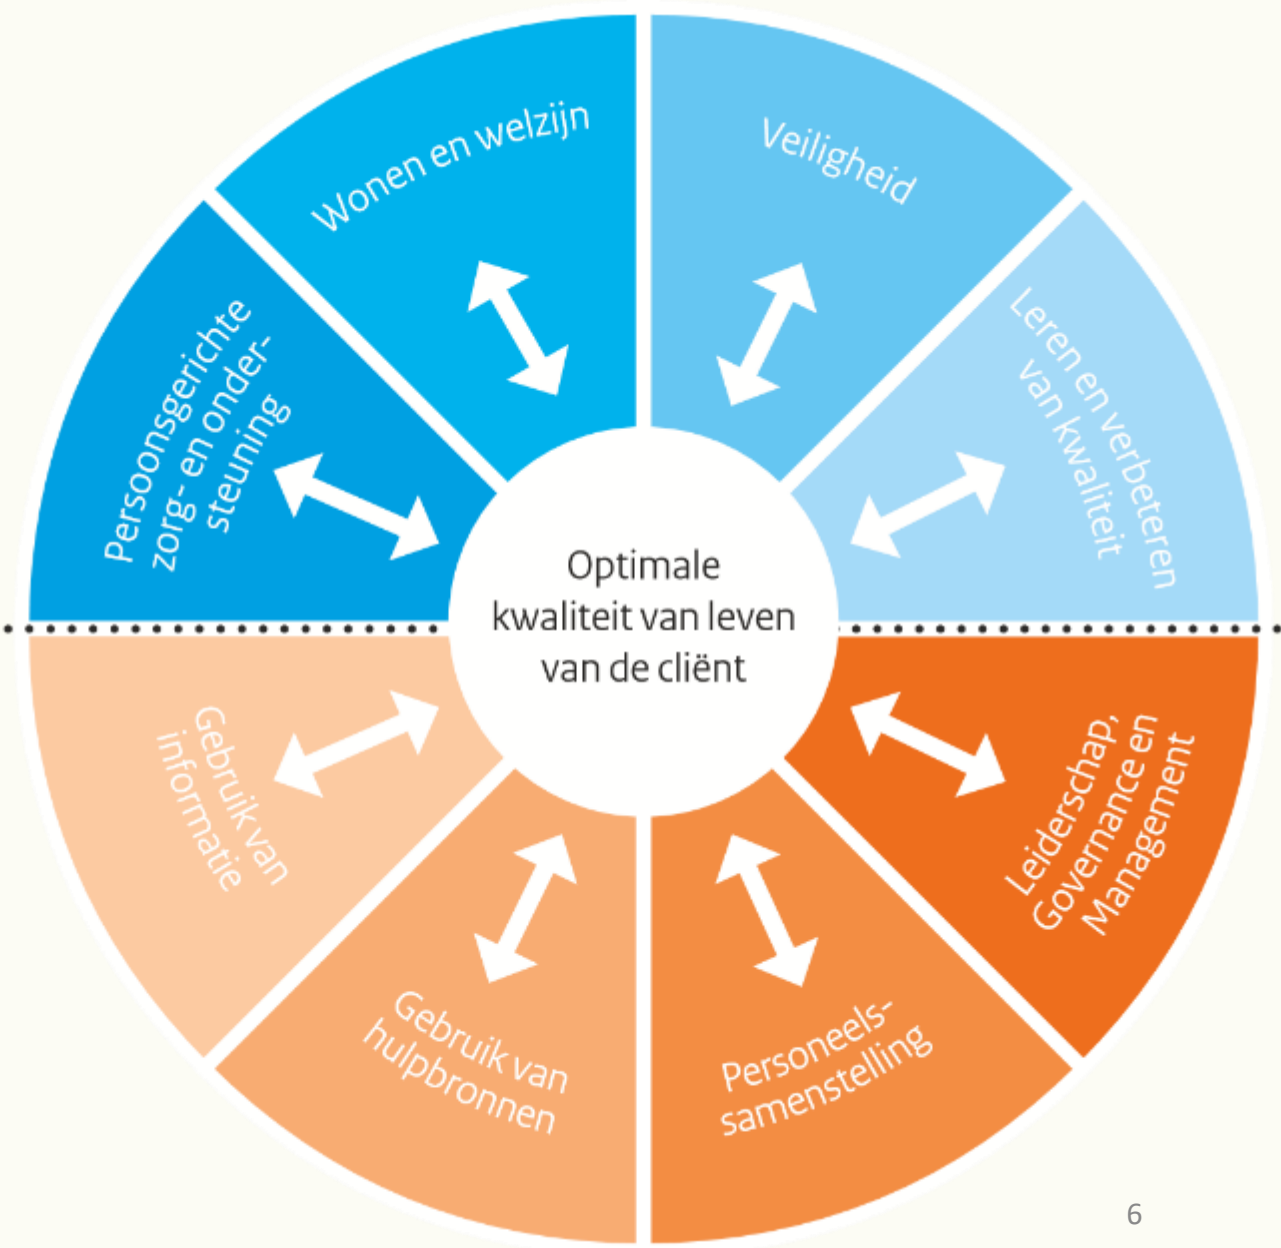 Wonen en welzijn
Veiligheid
Leren en verbeteren
van kwaliteit
Persoonsgerichte
zorg- en onder-
steuning
Optimale
kwaliteit van leven
van de cliënt
Leiderschap,
Governance en
Management
Personeels-
samenstelling
Gebruik van
hulpbronnen
Gebruik van
informatie
6